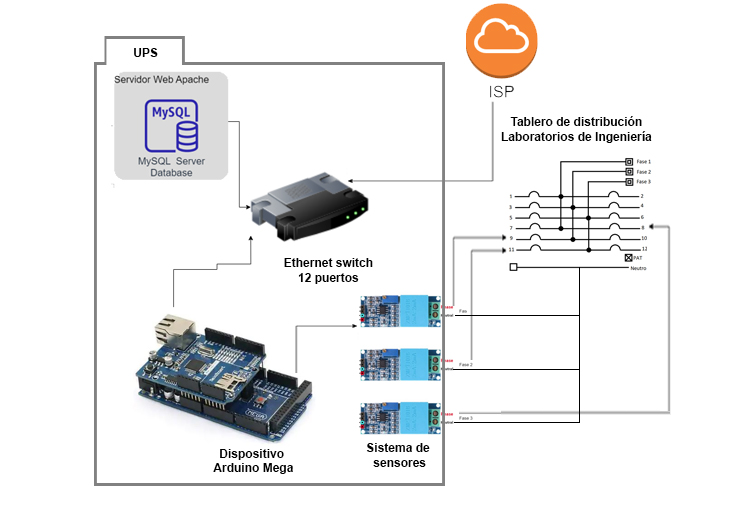 UPS
Servidor Web Apache
MySQL
MySQL Server
Database
ISP
Tablero de distribución
Laboratorios de Ingeniería
Fase 1
Fase 2
Fase 3
1 2
3 4
5 6
7 8
9 10
11 12
PAT
Neutro
Ethernet switch
12 puertos
Fase 2
Fase 3
Dispositivo
Arduino Mega
Sistema de
sensores